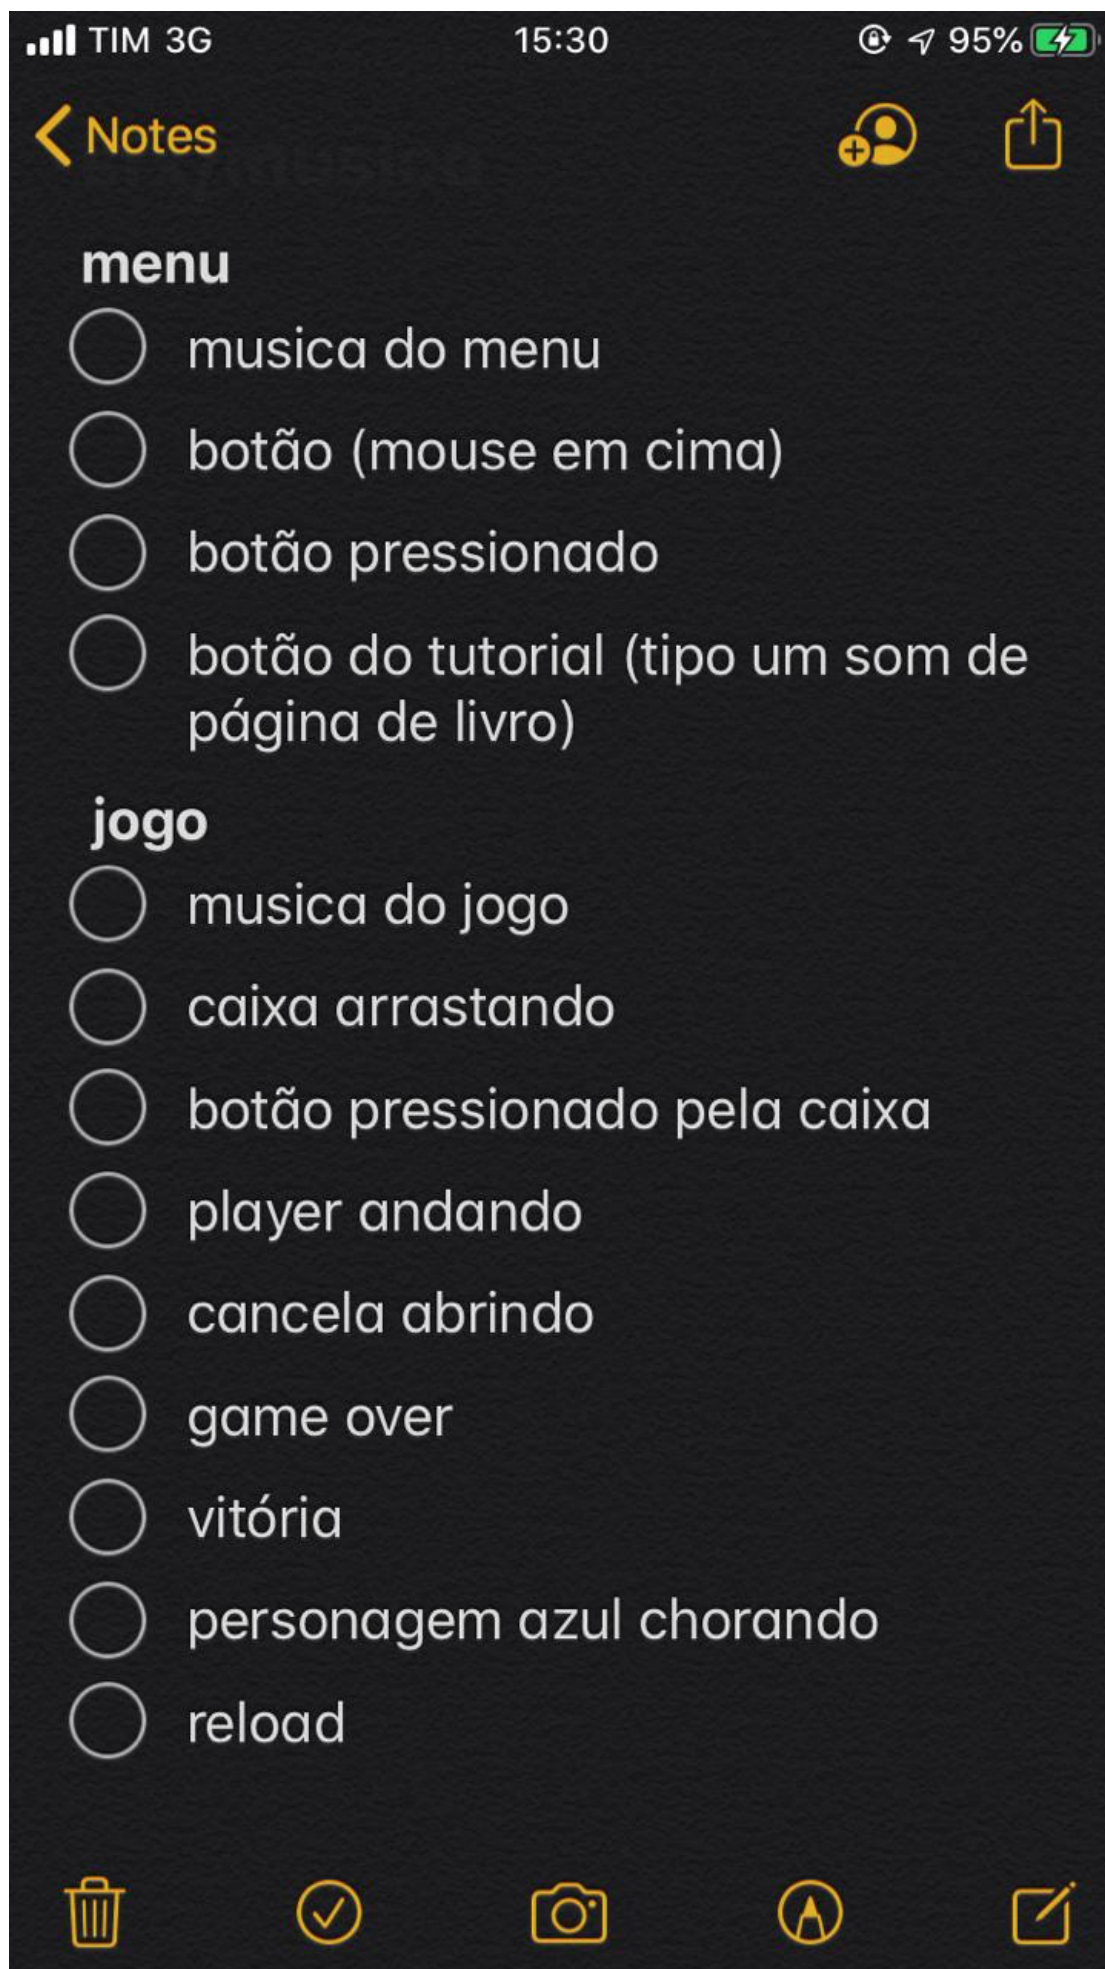 TIM 3G 15:30 95%
Notes
menu
musica do menu
botão (mouse em cima)
botão pressionado
botão do tutorial (tipo um som de
página de livro)
jogo
musica do jogo
caixa arrastando
botão pressionado pela caixa
player andando
cancela abrindo
game over
vitória
personagem azul chorando
reload